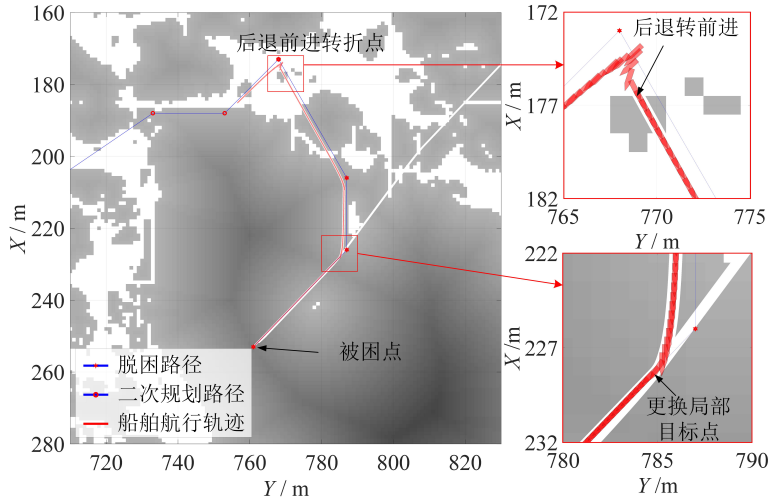 160
180
200
220
240
260
280
X / m
720
740
760
780
800
820
Y / m
后退前进转折点
被困点
脱困路径
二次规划路径
船舶航行轨迹
172
177
182
X / m
765
770
775
Y / m
后退转前进
222
227
232
X /m
780
785
790
Y /m
更换局部
目标点